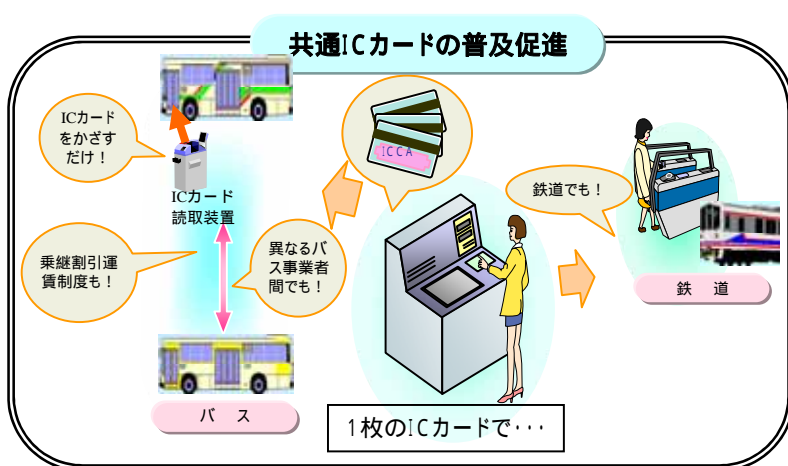 共通ICカードの普及促進
ICカード
をかざす
だけ！
ICカード
読取装置
乗継割引運
賃制度も！
異なるバ
ス事業者
間でも！
バ ス
ICCA
1枚のICカードで・・・
鉄道でも！
鉄 道